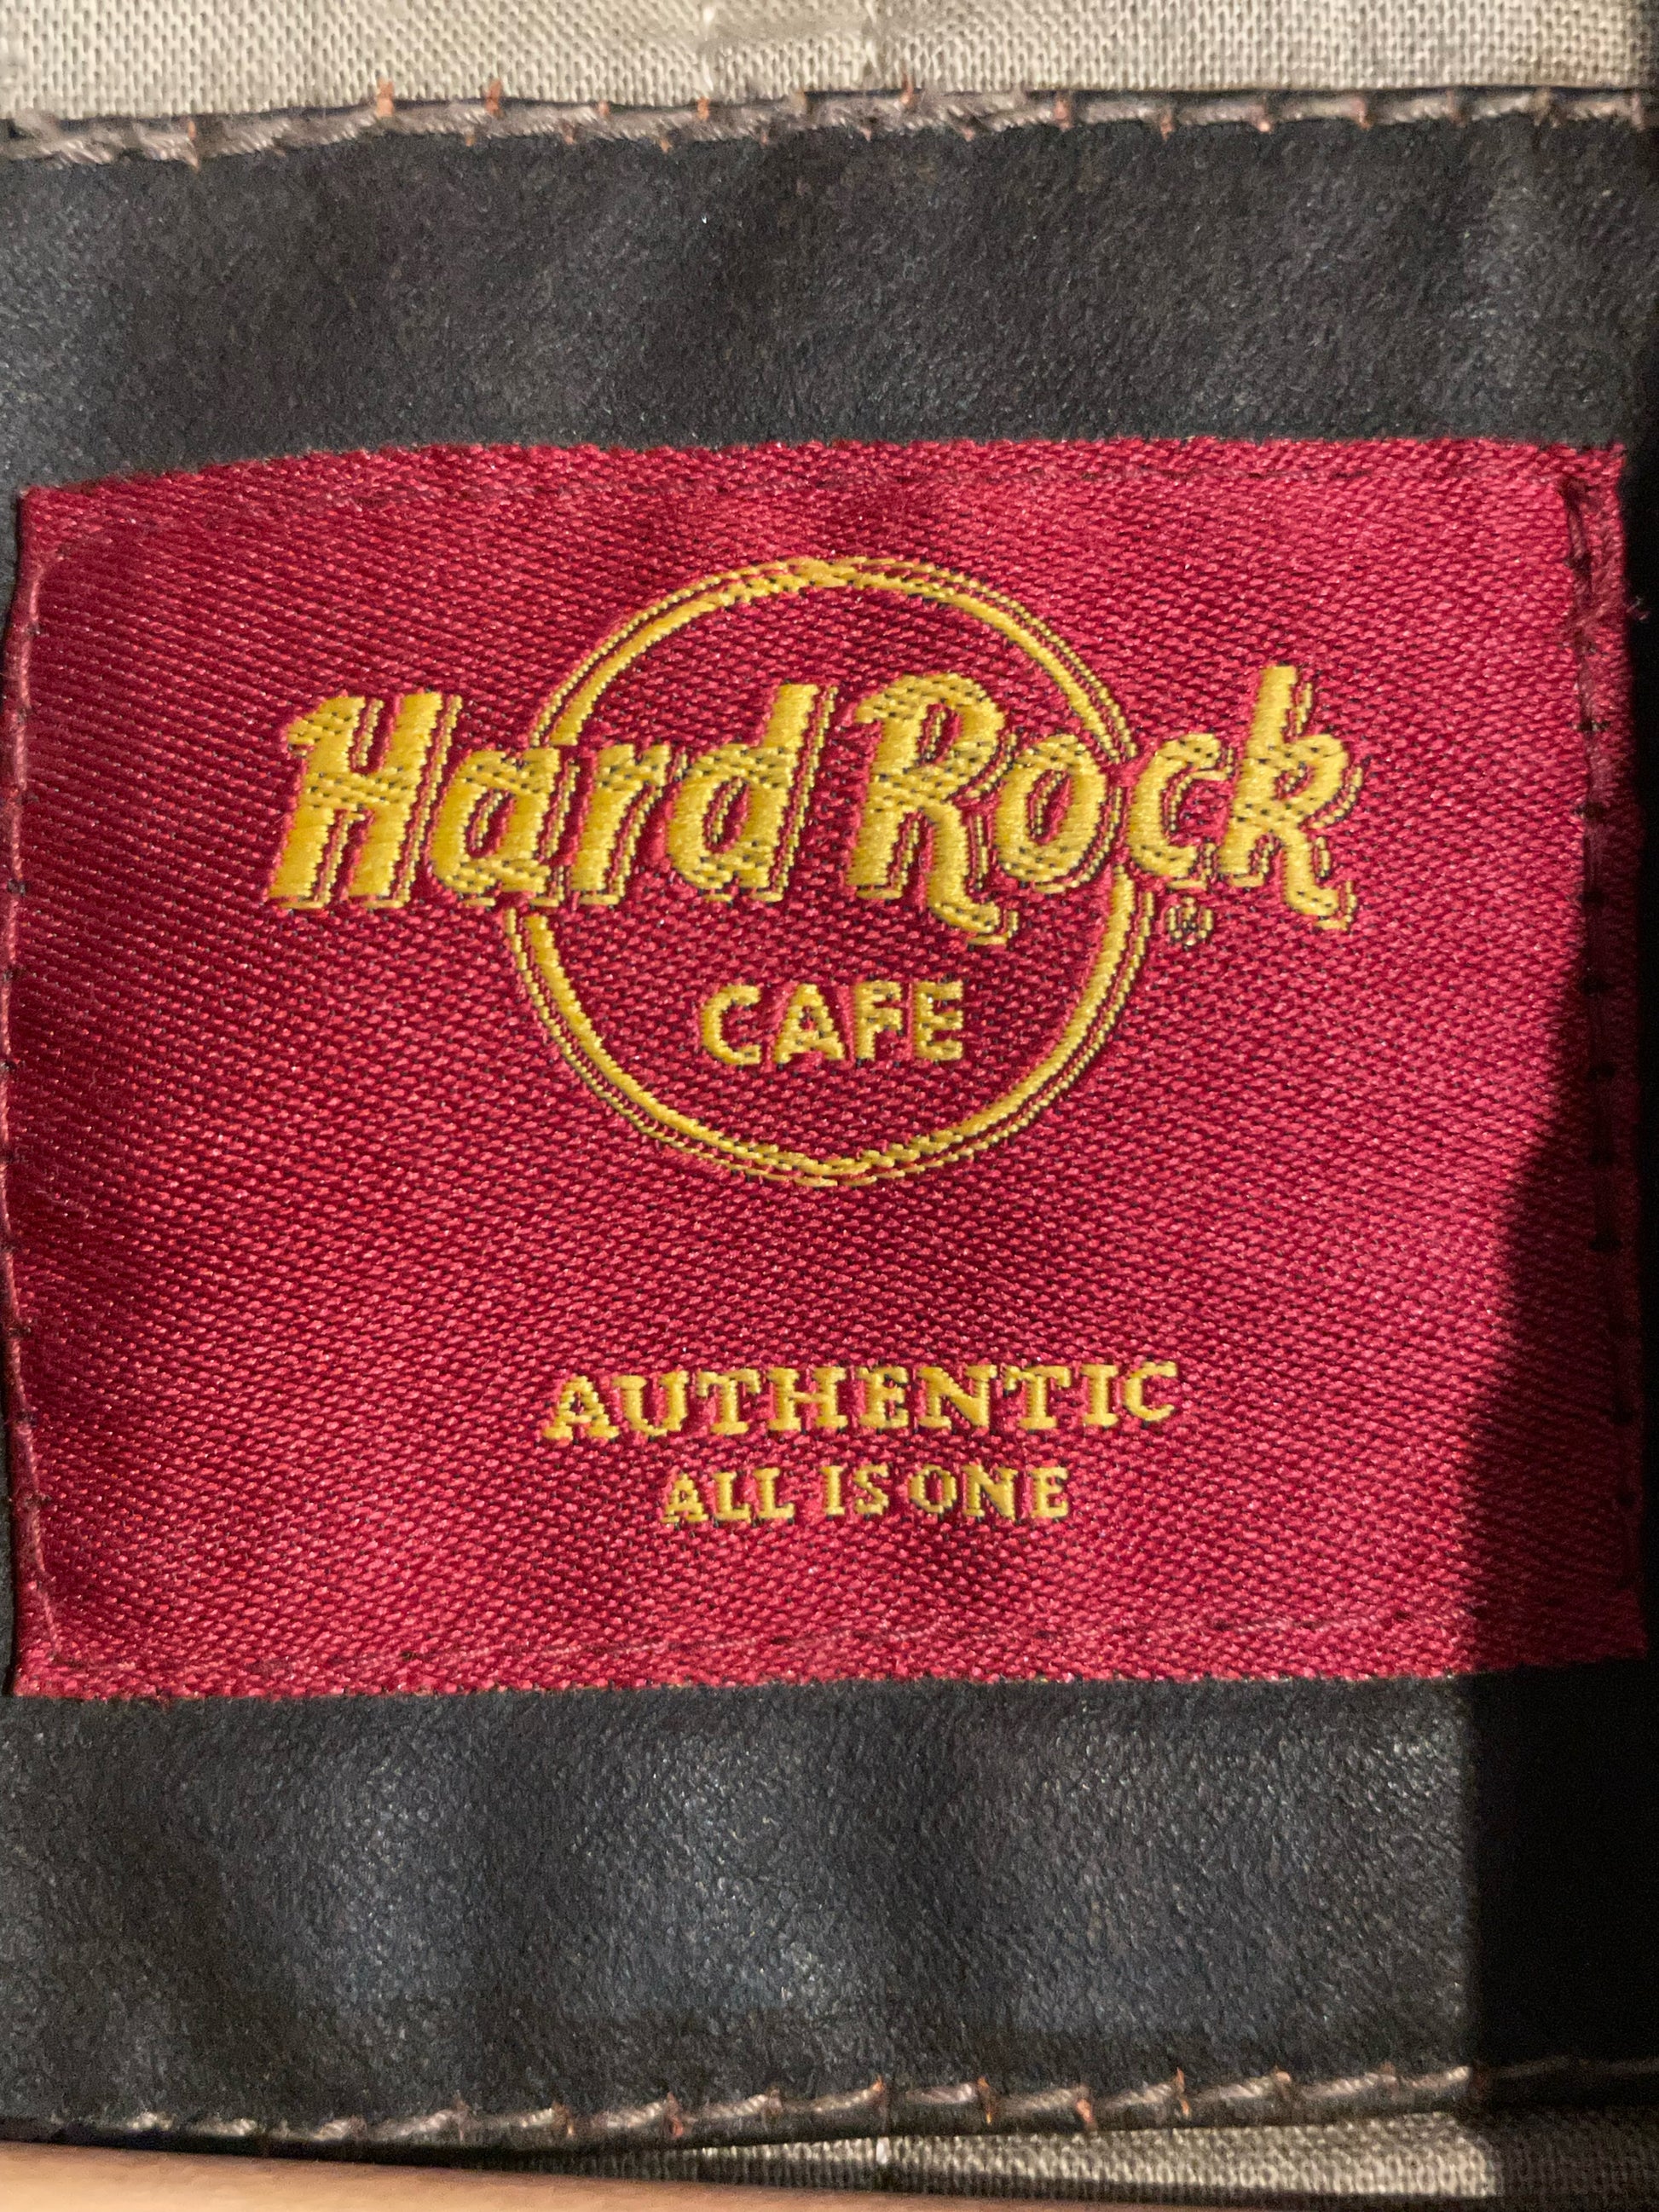 Hard Rock
®
CAFE
AUTHENTIC
ALL IS ONE